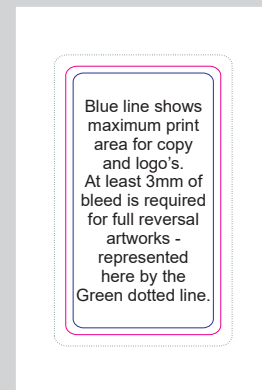 Blue line shows
maximum print
area for copy
and logo's.
At least 3mm of
bleed is required
for full reversal
artworks -
represented
here by the
Green dotted line.